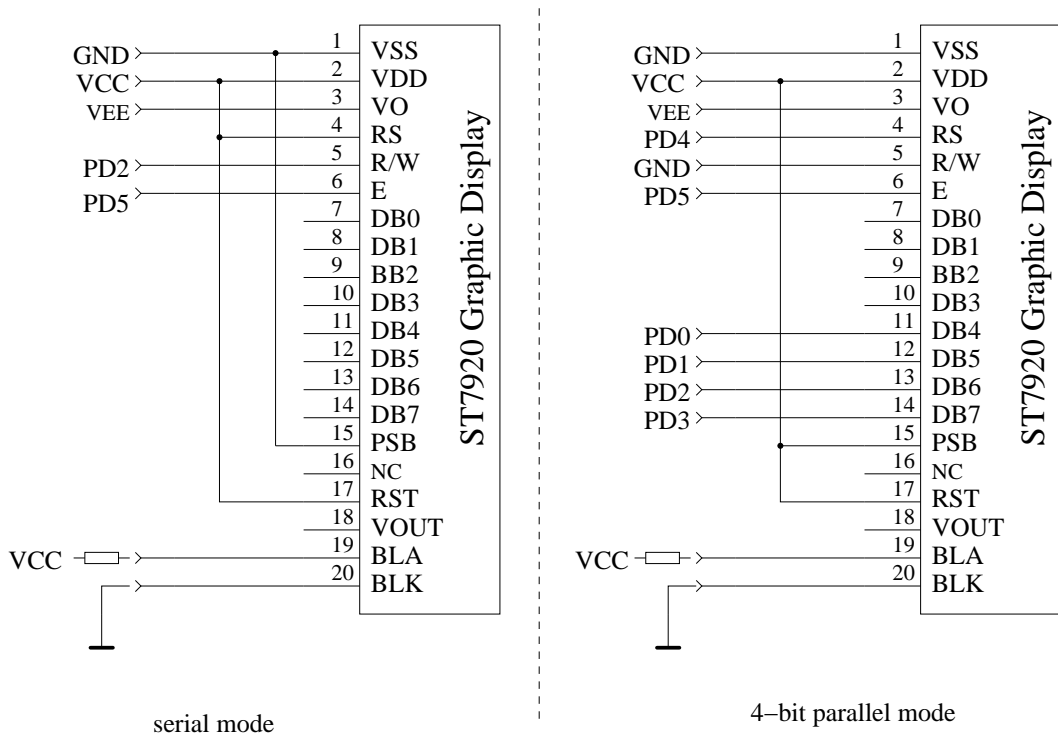 GND 1 VSS
VCC 2 VDD
VEE 3 VO
4 RS
PD2 5 R/W
PD5 6 E
7 DB0
8 DB1
9 BB2
10 DB3
11 DB4
12 DB5
13 DB6
14 DB7
15 PSB
16 NC
17 RST
18 VOUT
VCC 19 BLA
20 BLK
ST7920 Graphic Display
serial mode
GND 1 VSS
VCC 2 VDD
VEE 3 VO
PD4 4 RS
GND 5 R/W
PD5 6 E
7 DB0
8 DB1
9 BB2
10 DB3
PD0 11 DB4
PD1 12 DB5
PD2 13 DB6
PD3 14 DB7
15 PSB
16 NC
17 RST
18 VOUT
VCC 19 BLA
20 BLK
ST7920 Graphic Display
4−bit parallel mode